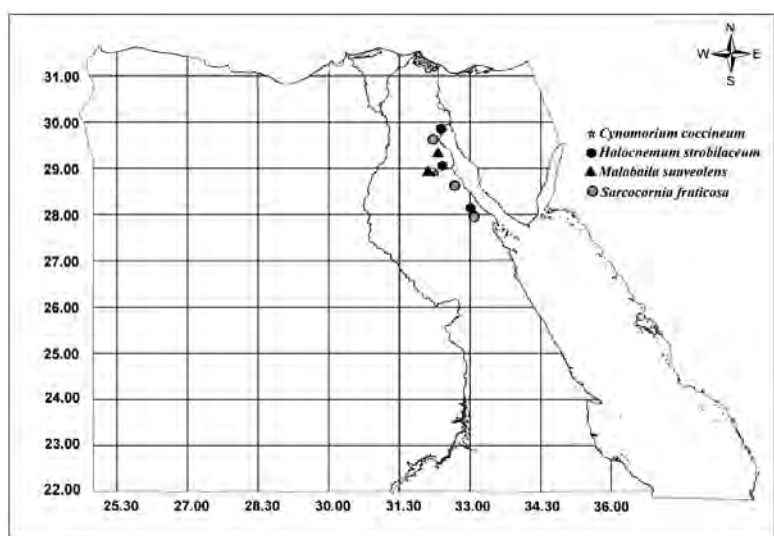 N
W E
S
31.00
30.00
29.00
28.00
27.00
26.00
25.00
24.00
23.00
22.00
Cynomorium coccineum
Halocnemum strobilaceum
Malabaila suaveolens
Sarcocornia fruticosa
25.30 27.00 28.30 30.00 31.30 33.00 34.30 36.00